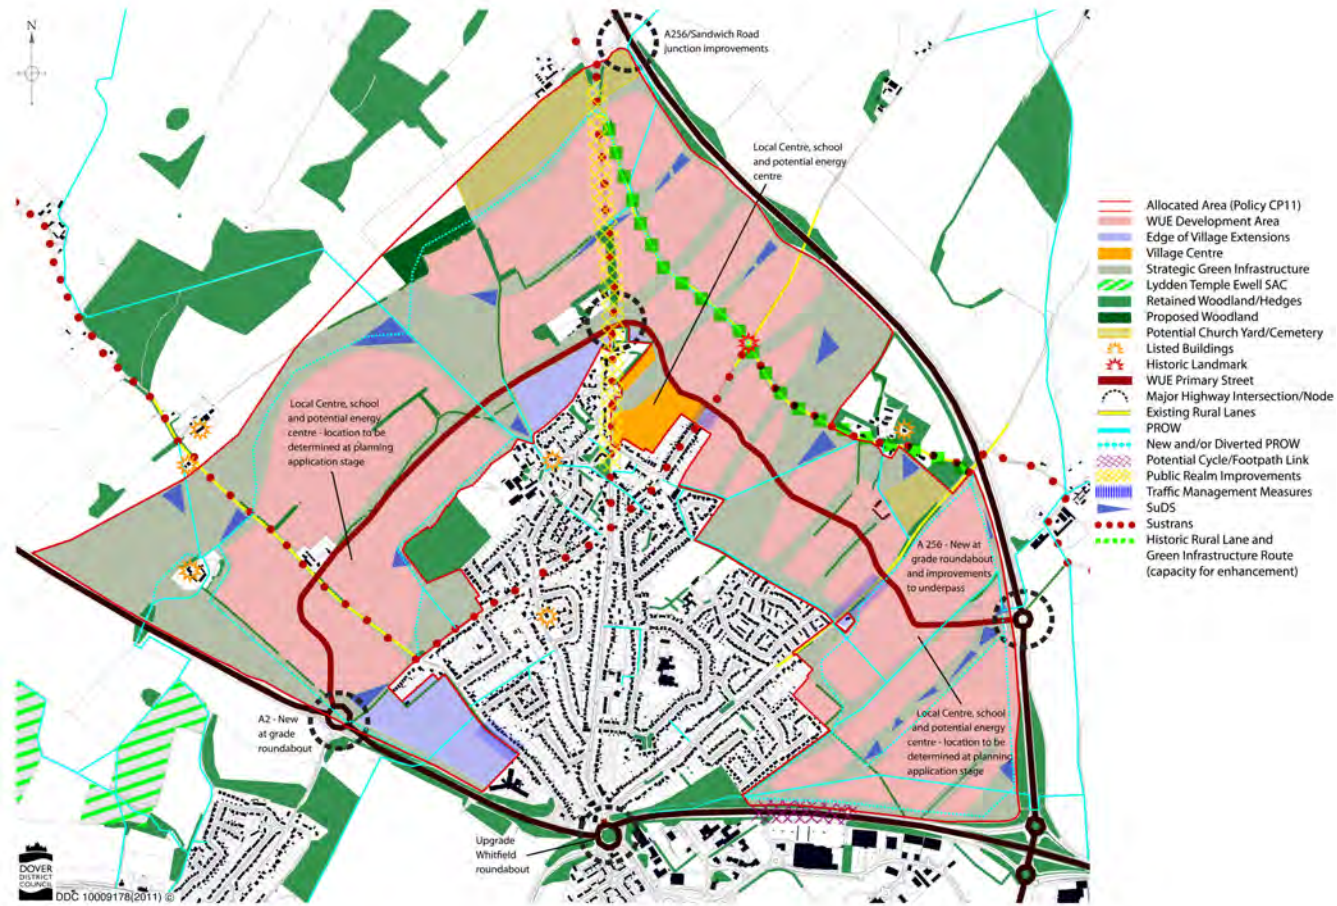 N
A256/Sandwich Road
junction improvements
Local Centre, school
and potential energy
centre
Local Centre, school
and potential energy
centre - location to be
determined at planning
application stage
A 256 - New at
grade roundabout
and improvements
to underpass
Local Centre, school
and potential energy
centre - location to be
determined at planning
application stage
A2 - New
at grade
roundabout
Upgrade
Whitfield
roundabout
Allocated Area (Policy CP11)
WUE Development Area
Edge of Village Extensions
Village Centre
Strategic Green Infrastructure
Lydden Temple Ewell SAC
Retained Woodland/Hedges
Proposed Woodland
Potential Church Yard/Cemetery
Listed Buildings
Historic Landmark
WUE Primary Street
Major Highway Intersection/Node
Existing Rural Lanes
PROW
New and/or Diverted PROW
Potential Cycle/Footpath Link
Public Realm Improvements
Traffic Management Measures
SuDS
Sustrans
Historic Rural Lane and
Green Infrastructure Route
(capacity for enhancement)
DOVER
DISTRICT
COUNCIL
DDC 10009178(2011) ©